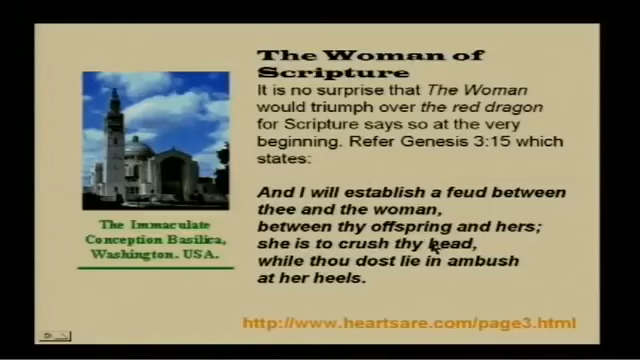 The Woman of
Scripture
It is no surprise that The Woman
would triumph over the red dragon
for Scripture says so at the very
beginning. Refer Genesis 3:15 which
states:
And I will establish a feud between
thee and the woman,
between thy offspring and hers;
she is to crush thy head,
while thou dost lie in ambush
at her heels.
The Immaculate
Conception Basilica,
Washington. USA.
http://www.heartsare.com/page3.html